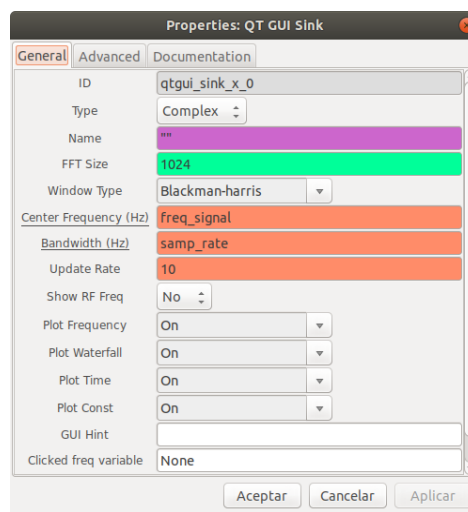 Properties: QT GUI Sink
General Advanced Documentation
ID qtgui_sink_x_0
Type Complex
Name ""
FFT Size 1024
Window Type Blackman-harris
Center Frequency (Hz) freq_signal
Bandwidth (Hz) samp_rate
Update Rate 10
Show RF Freq No
Plot Frequency On
Plot Waterfall On
Plot Time On
Plot Const On
GUI Hint
Clicked freq variable None
Aceptar Cancelar Aplicar